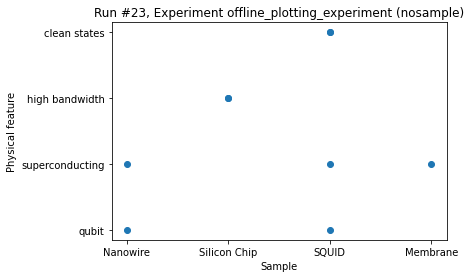 Run #23, Experiment offline_plotting_experiment (nosample)
clean states
high bandwidth
superconducting
qubit
Physical feature
Nanowire Silicon Chip SQUID Membrane
Sample